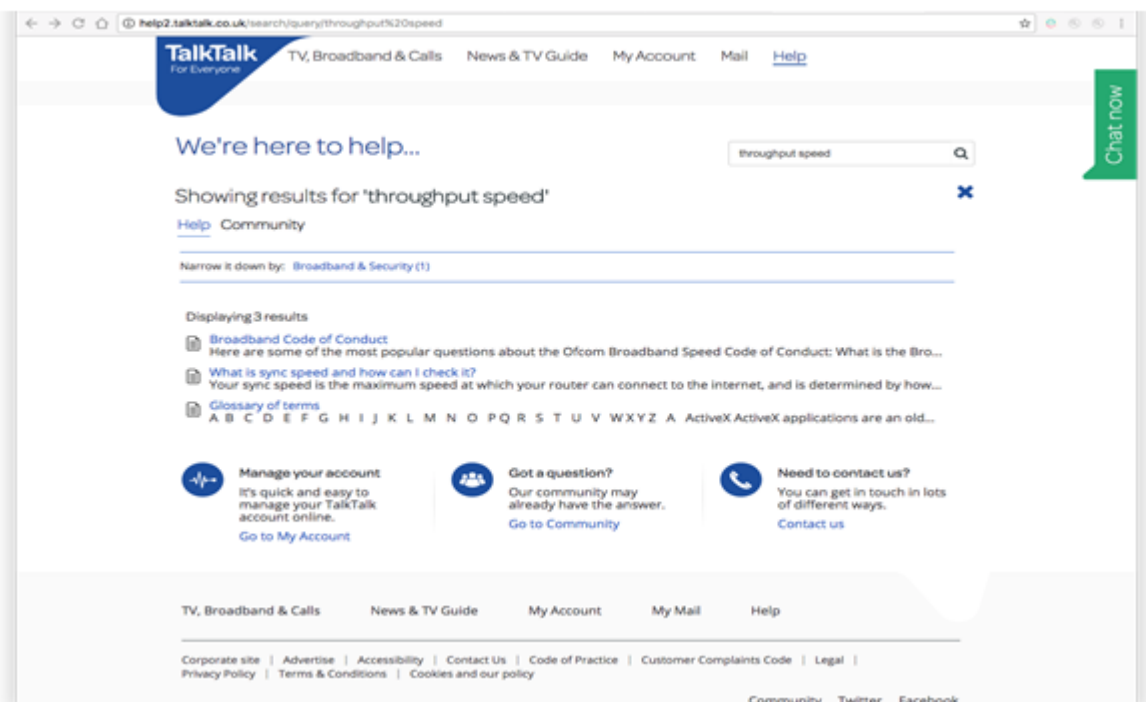 help2.talktalk.co.uk/search/query/throughput%20speed
TalkTalk
For Everyone
TV, Broadband & Calls News & TV Guide My Account Mail Help
Chat now
We're here to help...
throughput speed
Showing results for 'throughput speed'
Help Community
Narrow it down by: Broadband & Security (1)
Displaying 3 results
Broadband Code of Conduct
Here are some of the most popular questions about the Ofcom Broadband Speed Code of Conduct: What is the Bro...
What is sync speed and how can I check it?
Your sync speed is the maximum speed at which your router can connect to the internet, and is determined by how...
Glossary of terms
A B C D E F G H I J K L M N O P Q R S T U V W X Y Z A ActiveX ActiveX applications are an old...
Manage your account
It's quick and easy to
manage your TalkTalk
account online.
Go to My Account
Got a question?
Our community may
already have the answer.
Go to Community
Need to contact us?
You can get in touch in lots
of different ways.
Contact us
TV, Broadband & Calls News & TV Guide My Account My Mail Help
Corporate site | Advertise | Accessibility | Contact Us | Code of Practice | Customer Complaints Code | Legal |
Privacy Policy | Terms & Conditions | Cookies and our policy
Community Twitter Facebook